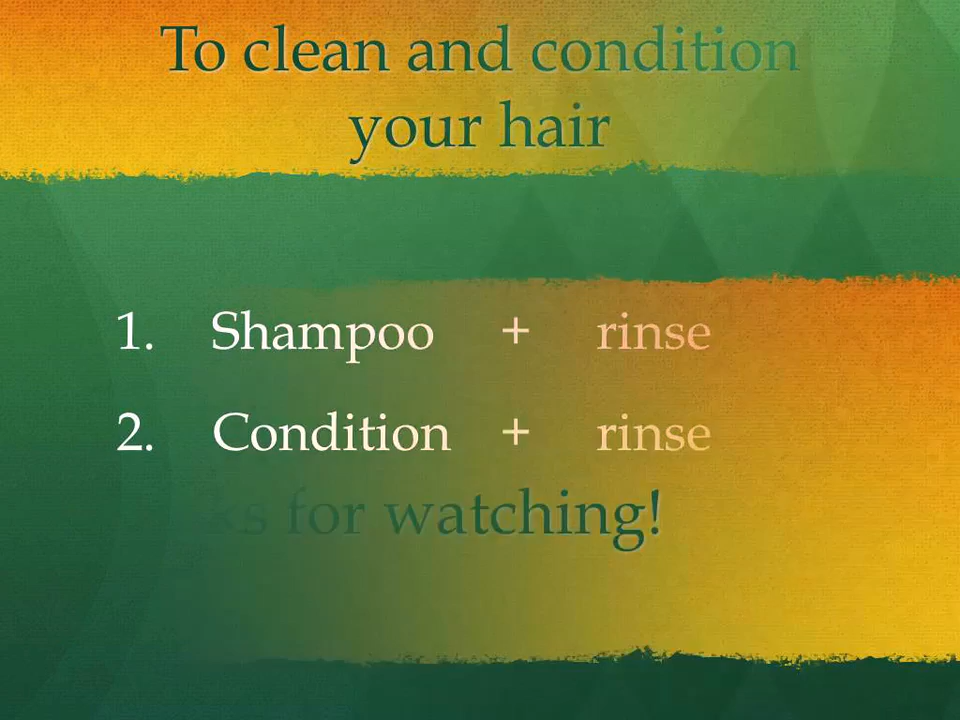 To clean and condition
your hair
1. Shampoo + rinse
2. Condition + rinse
for watching!